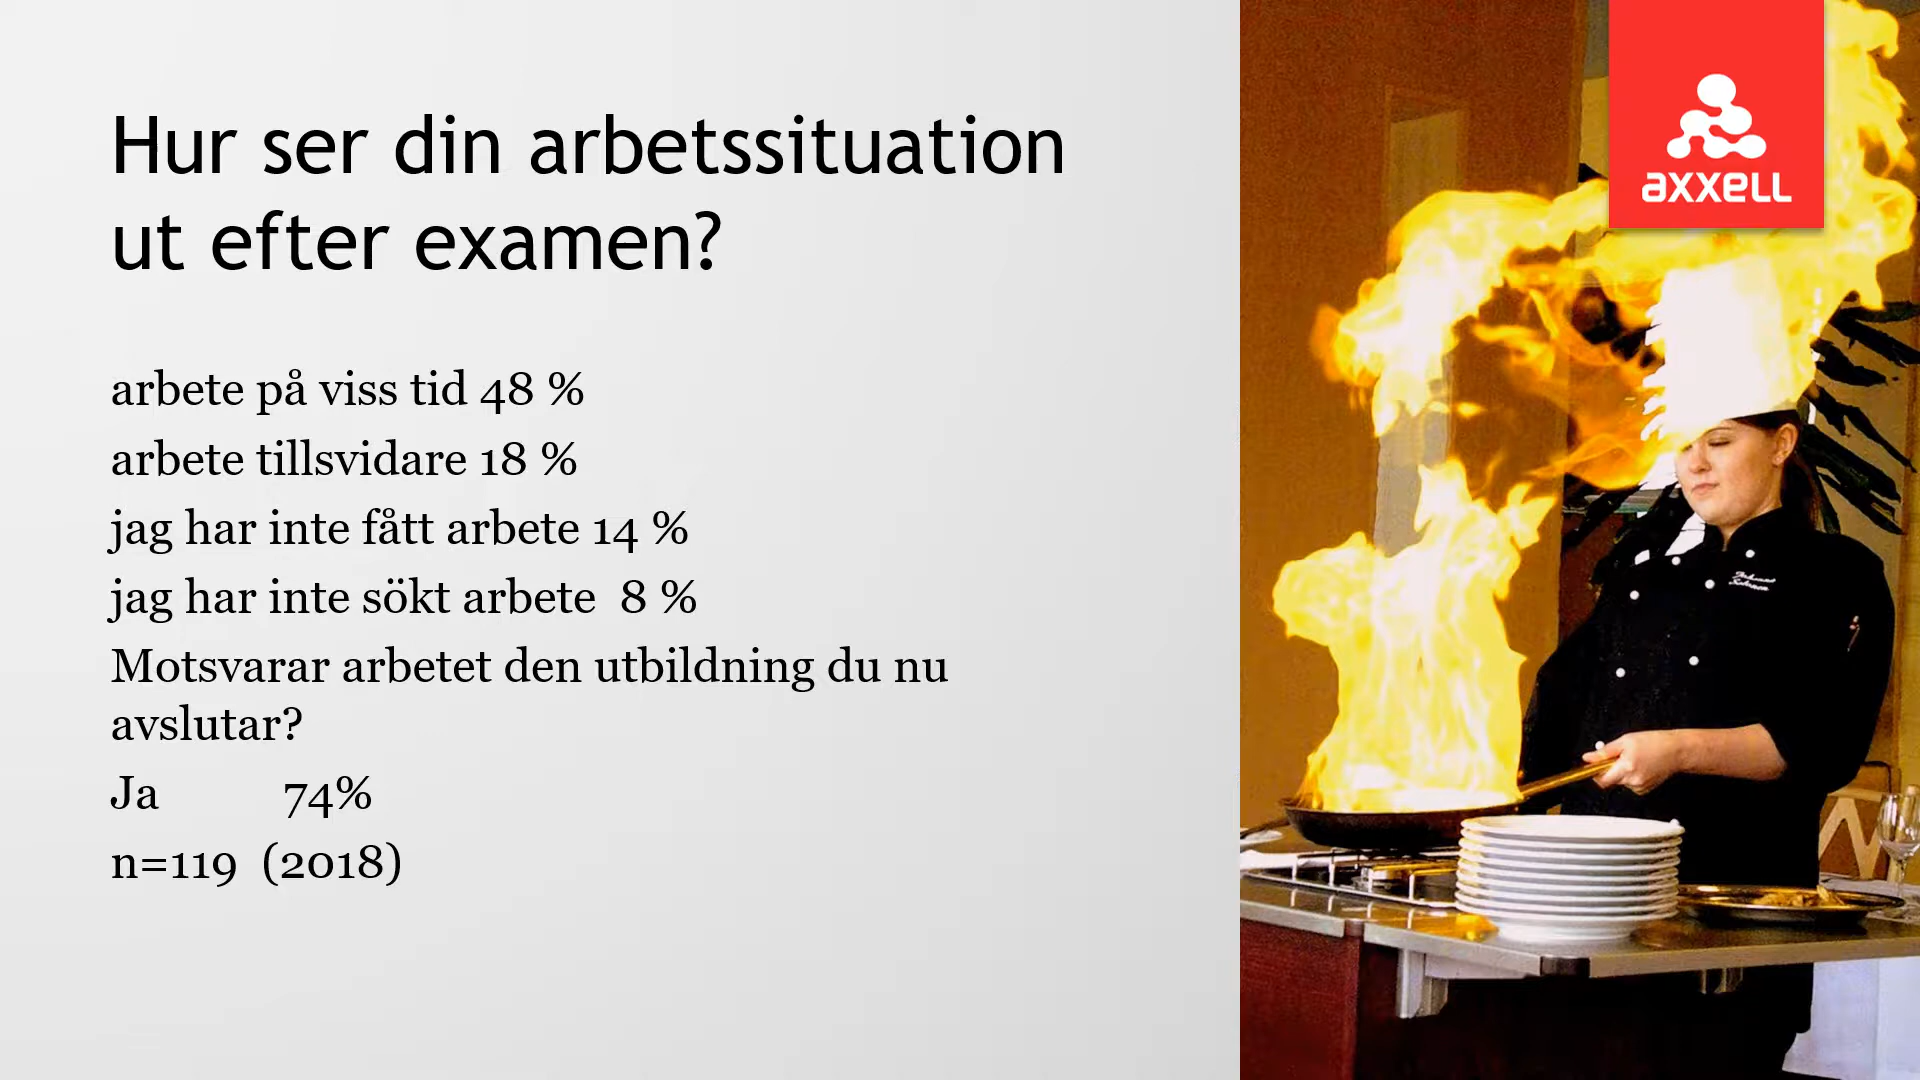 Hur ser din arbetssituation
ut efter examen?
arbete på viss tid 48 %
arbete tillsvidare 18 %
jag har inte fått arbete 14 %
jag har inte sökt arbete  8 %
Motsvarar arbetet den utbildning du nu
avslutar?
Ja 74%
n=119  (2018)
axxell